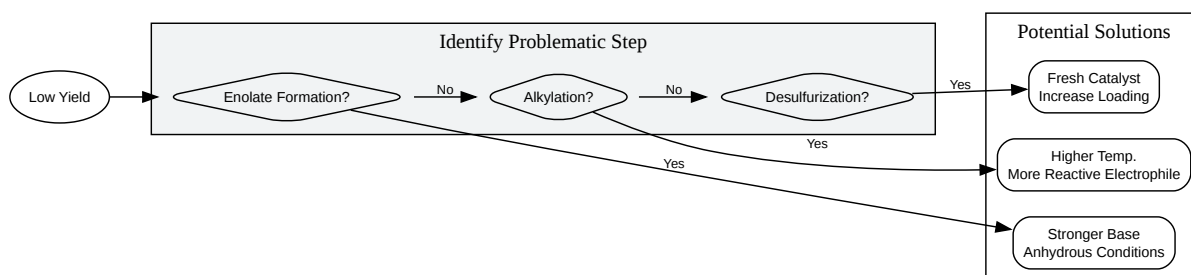 Identify Problematic Step
Potential Solutions
Low Yield
Enolate Formation?
No
Alkylation?
No
Desulfurization?
Yes
Fresh Catalyst
Increase Loading
Yes
Higher Temp.
More Reactive Electrophile
Yes
Stronger Base
Anhydrous Conditions